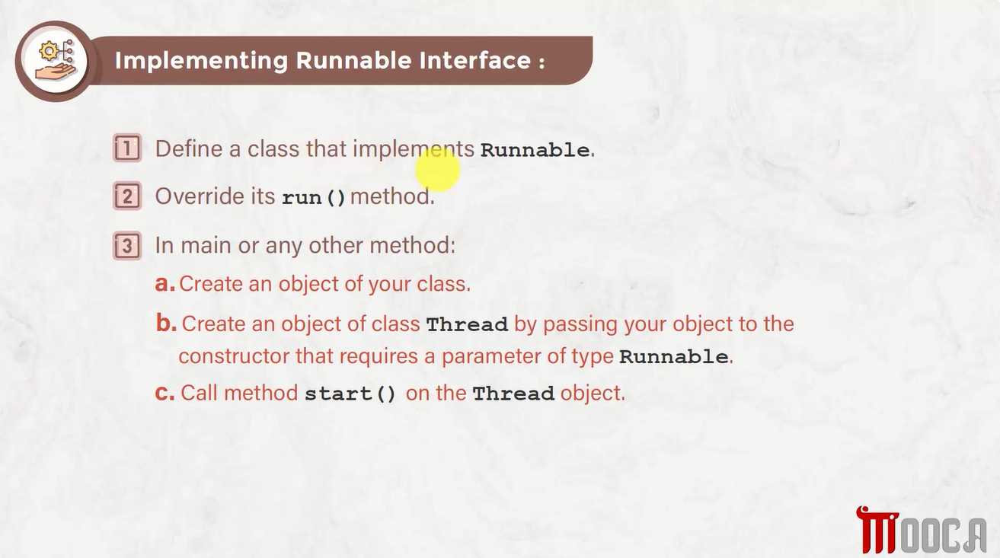 Implementing Runnable Interface :
1 Define a class that implements Runnable.
2 Override its run() method.
3 In main or any other method:
a. Create an object of your class.
b. Create an object of class Thread by passing your object to the
constructor that requires a parameter of type Runnable.
c. Call method start() on the Thread object.
MOOCA